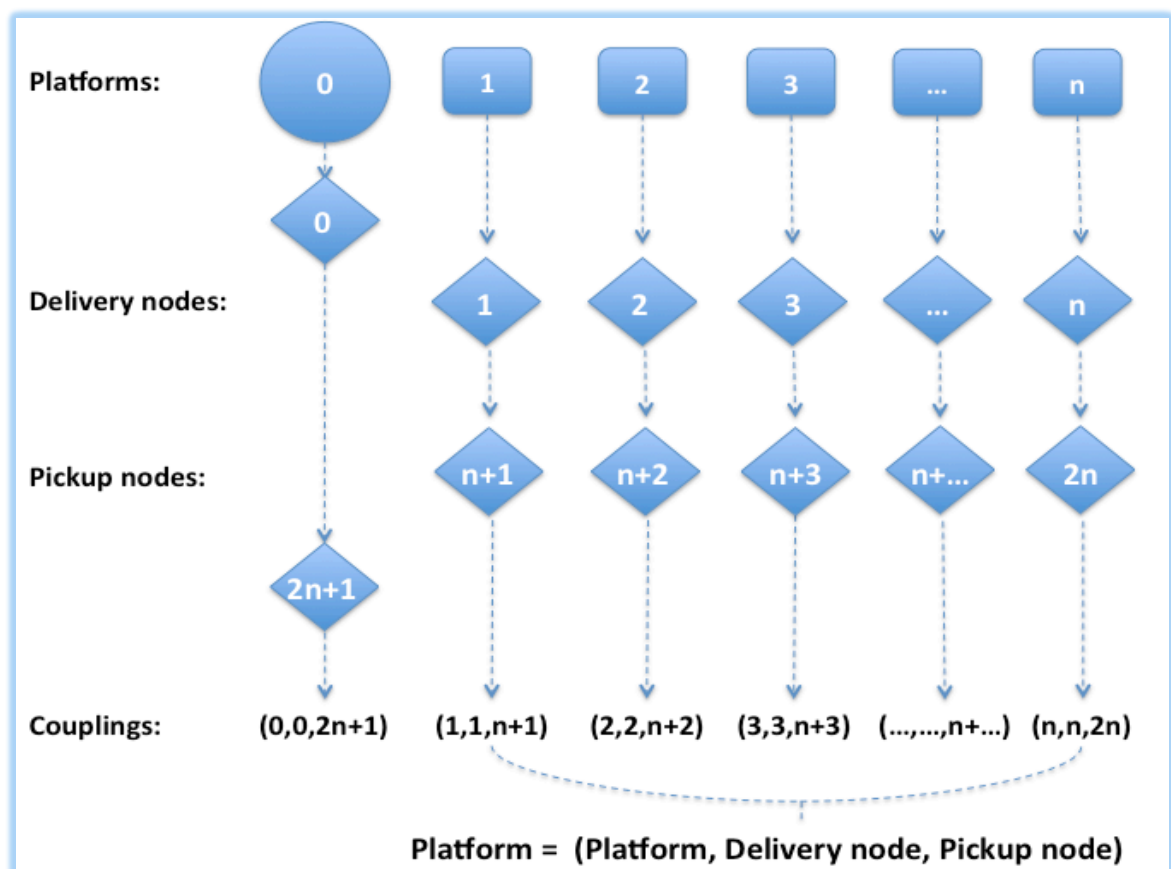 Platforms: 0 1 2 3 ... n
0
Delivery nodes: 1 2 3 ... n
Pickup nodes: n+1 n+2 n+3 n+... 2n
2n+1
Couplings: (0,0,2n+1) (1,1,n+1) (2,2,n+2) (3,3,n+3) (...,...,n+...) (n,n,2n)
Platform = (Platform, Delivery node, Pickup node)